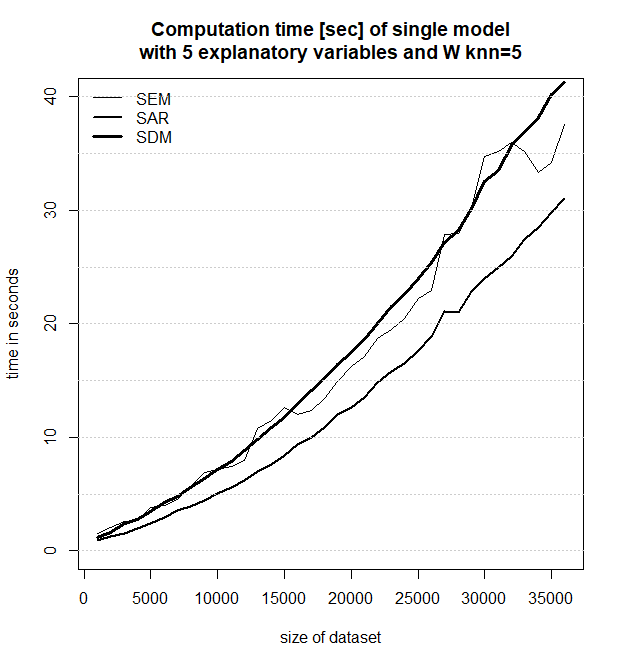 Computation time [sec] of single model
with 5 explanatory variables and W knn=5
SEM
SAR
SDM
time in seconds
40
30
20
10
0
0 5000 10000 15000 20000 25000 30000 35000
size of dataset